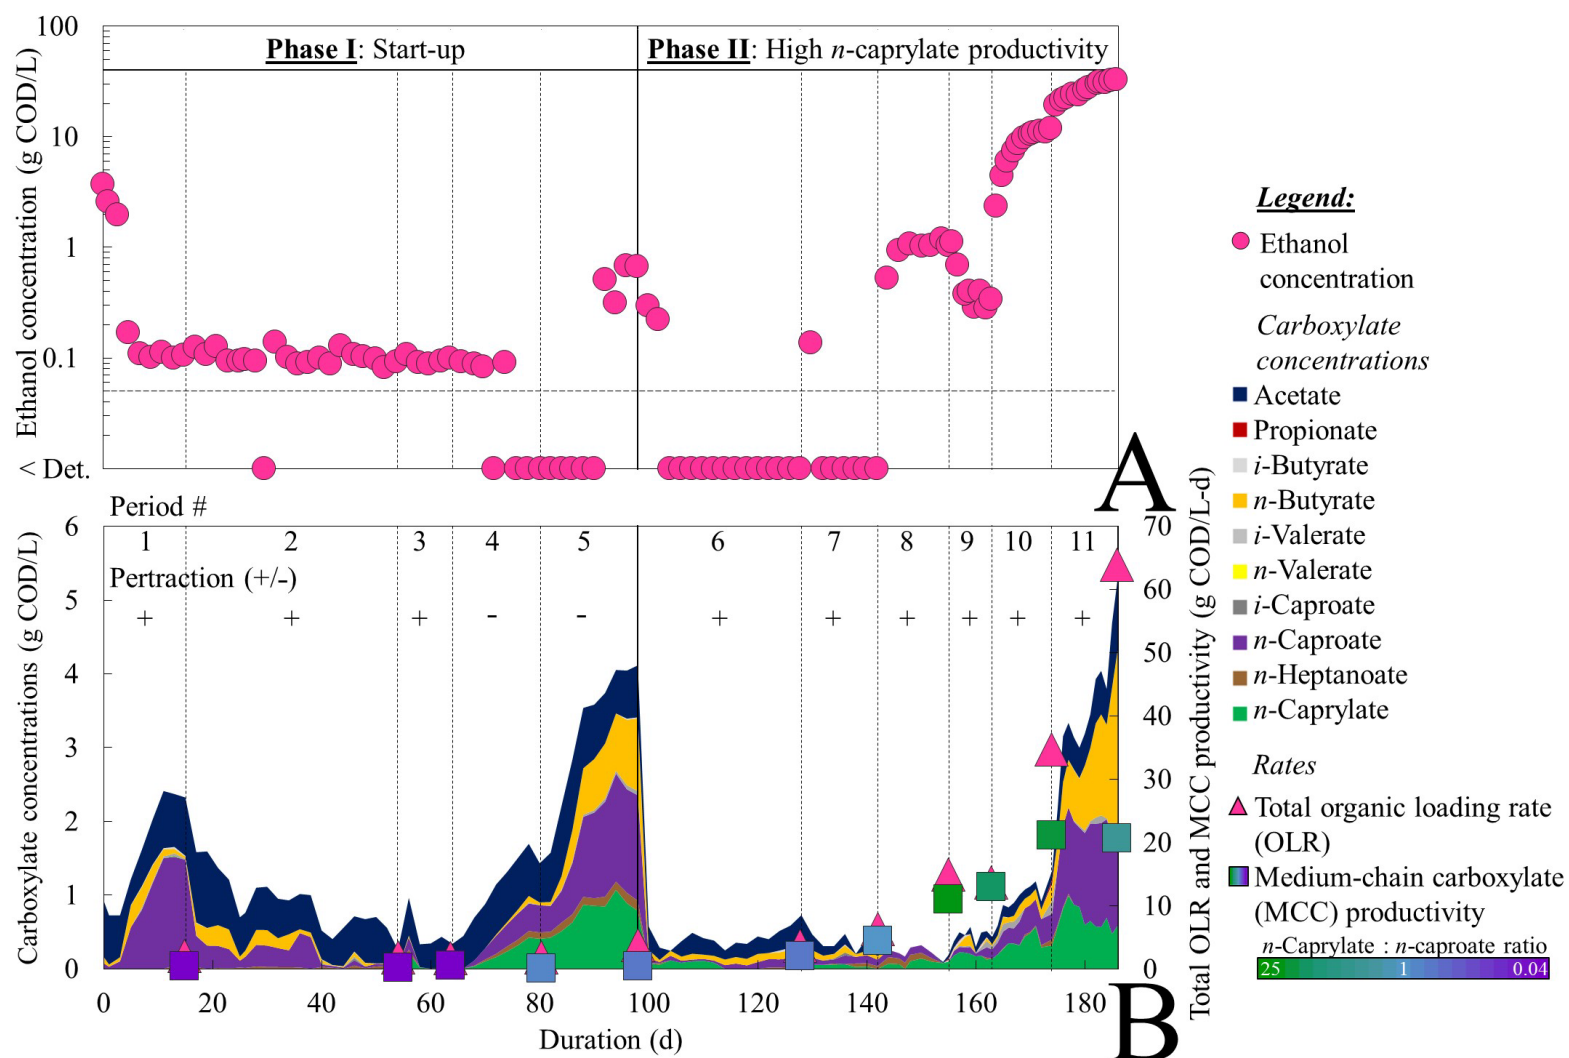 100
10
1
0.1
< Det.
Ethanol concentration (g COD/L)
Phase I: Start-up
Phase II: High n-caprylate productivity
A
Period #
1 2 3 4 5 6 7 8 9 10 11
Pertraction (+/-)
+ + + - - + + + + + +
6
5
4
3
2
1
0
Carboxylate concentrations (g COD/L)
70
60
50
40
30
20
10
0
Total OLR and MCC productivity (g COD/L-d)
0 20 40 60 80 100 120 140 160 180
Duration (d)
B
Legend:
Ethanol
concentration
Carboxylate
concentrations
Acetate
Propionate
i-Butyrate
n-Butyrate
i-Valerate
n-Valerate
i-Caproate
n-Caproate
n-Heptanoate
n-Caprylate
Rates
Total organic loading rate
(OLR)
Medium-chain carboxylate
(MCC) productivity
n-Caprylate : n-caproate ratio
25 1 0.04